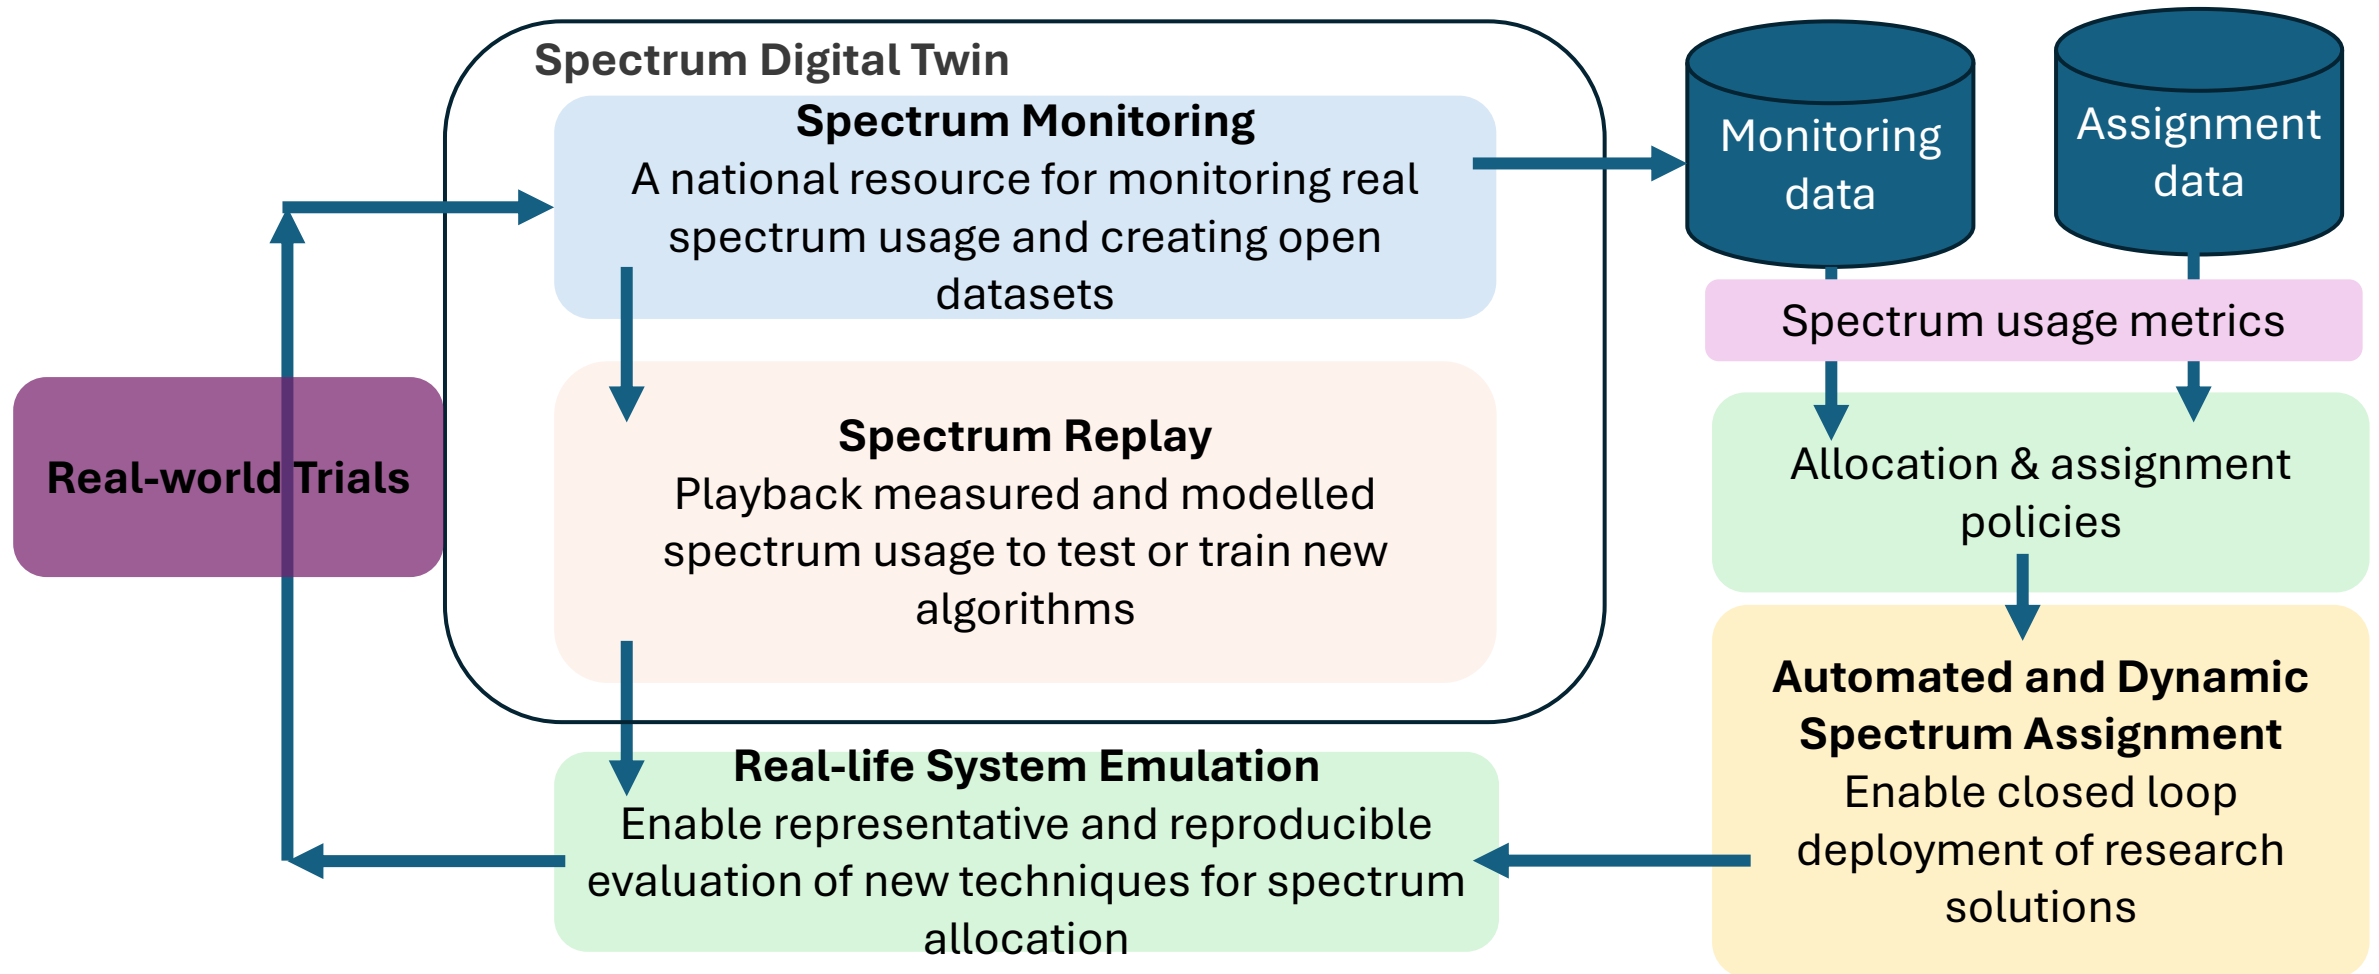 Spectrum Digital Twin
Spectrum Monitoring
A national resource for monitoring real
spectrum usage and creating open
datasets
Monitoring
data
Assignment
data
Spectrum usage metrics
Real-world Trials
Spectrum Replay
Playback measured and modelled
spectrum usage to test or train new
algorithms
Allocation & assignment
policies
Automated and Dynamic
Spectrum Assignment
Enable closed loop
deployment of research
solutions
Real-life System Emulation
Enable representative and reproducible
evaluation of new techniques for spectrum
allocation